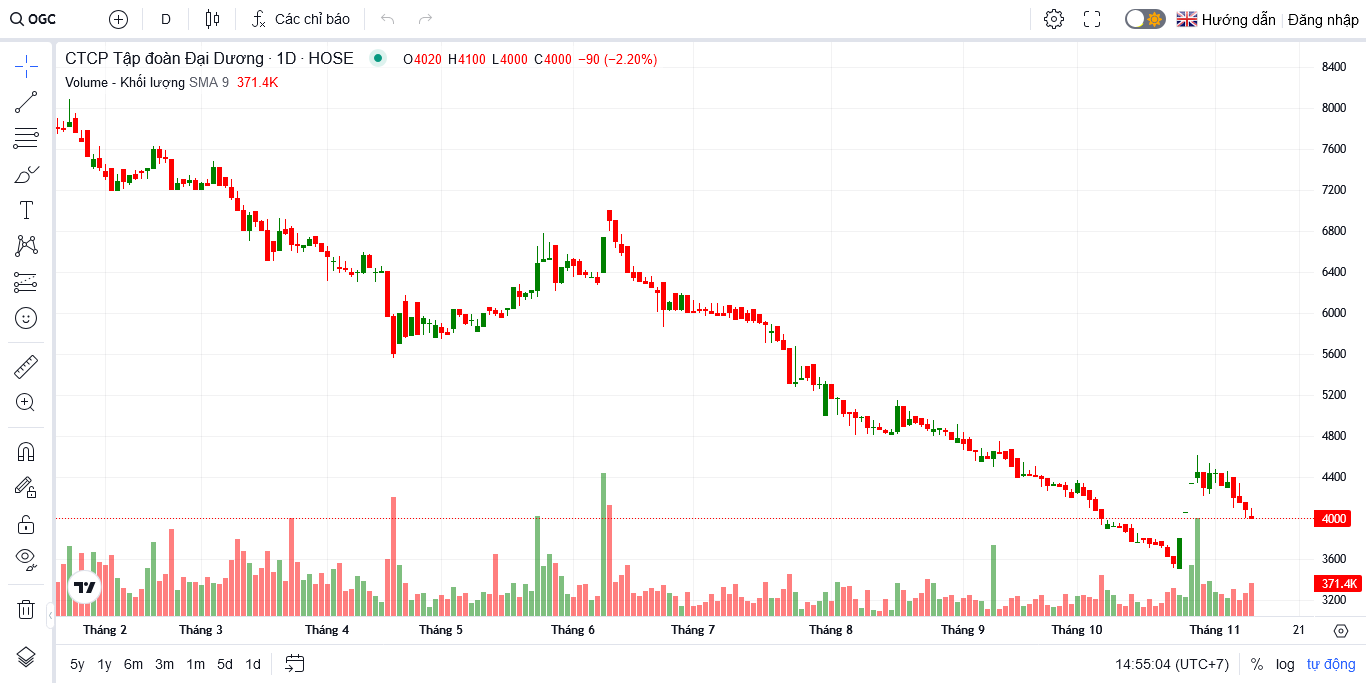 OGC D Các chỉ báo Hướng dẫn Đăng nhập
CTCP Tập đoàn Đại Dương · 1D · HOSE O4020 H4100 L4000 C4000 −90 (−2.20%)
Volume - Khối lượng SMA 9 371.4K
8400
8000
7600
7200
6800
6400
6000
5600
5200
4800
4400
4000
3600
371.4K
3200
Tháng 2 Tháng 3 Tháng 4 Tháng 5 Tháng 6 Tháng 7 Tháng 8 Tháng 9 Tháng 10 Tháng 11 21
5y 1y 6m 3m 1m 5d 1d 14:55:04 (UTC+7) % log tự động